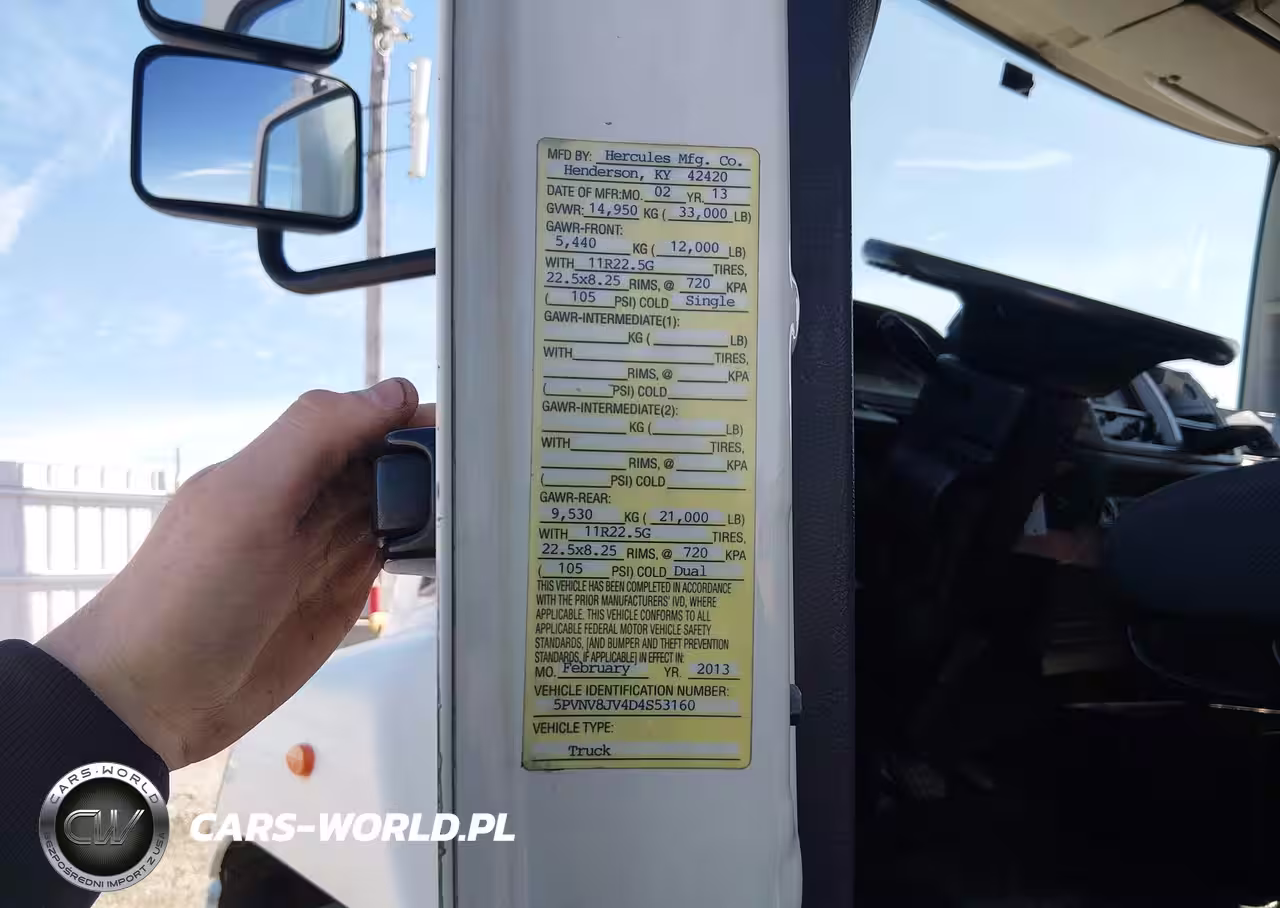 MFD BY: Hercules Mfg. Co.
Henderson, KY 42420
DATE OF MFR:MO. 02 YR. 13
GVWR: 14,950 KG ( 33,000 LB)
GAWR-FRONT:
5,440 KG ( 12,000 LB)
WITH 11R22.5G TIRES,
22.5x8.25 RIMS, @ 720 KPA
( 105 PSI) COLD Single
GAWR-INTERMEDIATE(1):
KG ( LB)
WITH TIRES,
RIMS, @ KPA
( PSI) COLD
GAWR-INTERMEDIATE(2):
KG ( LB)
WITH TIRES,
RIMS, @ KPA
( PSI) COLD
GAWR-REAR:
9,530 KG ( 21,000 LB)
WITH 11R22.5G TIRES,
22.5x8.25 RIMS, @ 720 KPA
( 105 PSI) COLD Dual
THIS VEHICLE HAS BEEN COMPLETED IN ACCORDANCE
WITH THE PRIOR MANUFACTURERS' IVD, WHERE
APPLICABLE. THIS VEHICLE CONFORMS TO ALL
APPLICABLE FEDERAL MOTOR VEHICLE SAFETY
STANDARDS, [AND BUMPER AND THEFT PREVENTION
STANDARDS, IF APPLICABLE] IN EFFECT IN:
MO. February YR. 2013
VEHICLE IDENTIFICATION NUMBER:
5PVNV8JV4D4S53160
VEHICLE TYPE:
Truck
CARS-WORLD
CW
BEZPOŚREDNI IMPORT Z USA
CARS-WORLD.PL